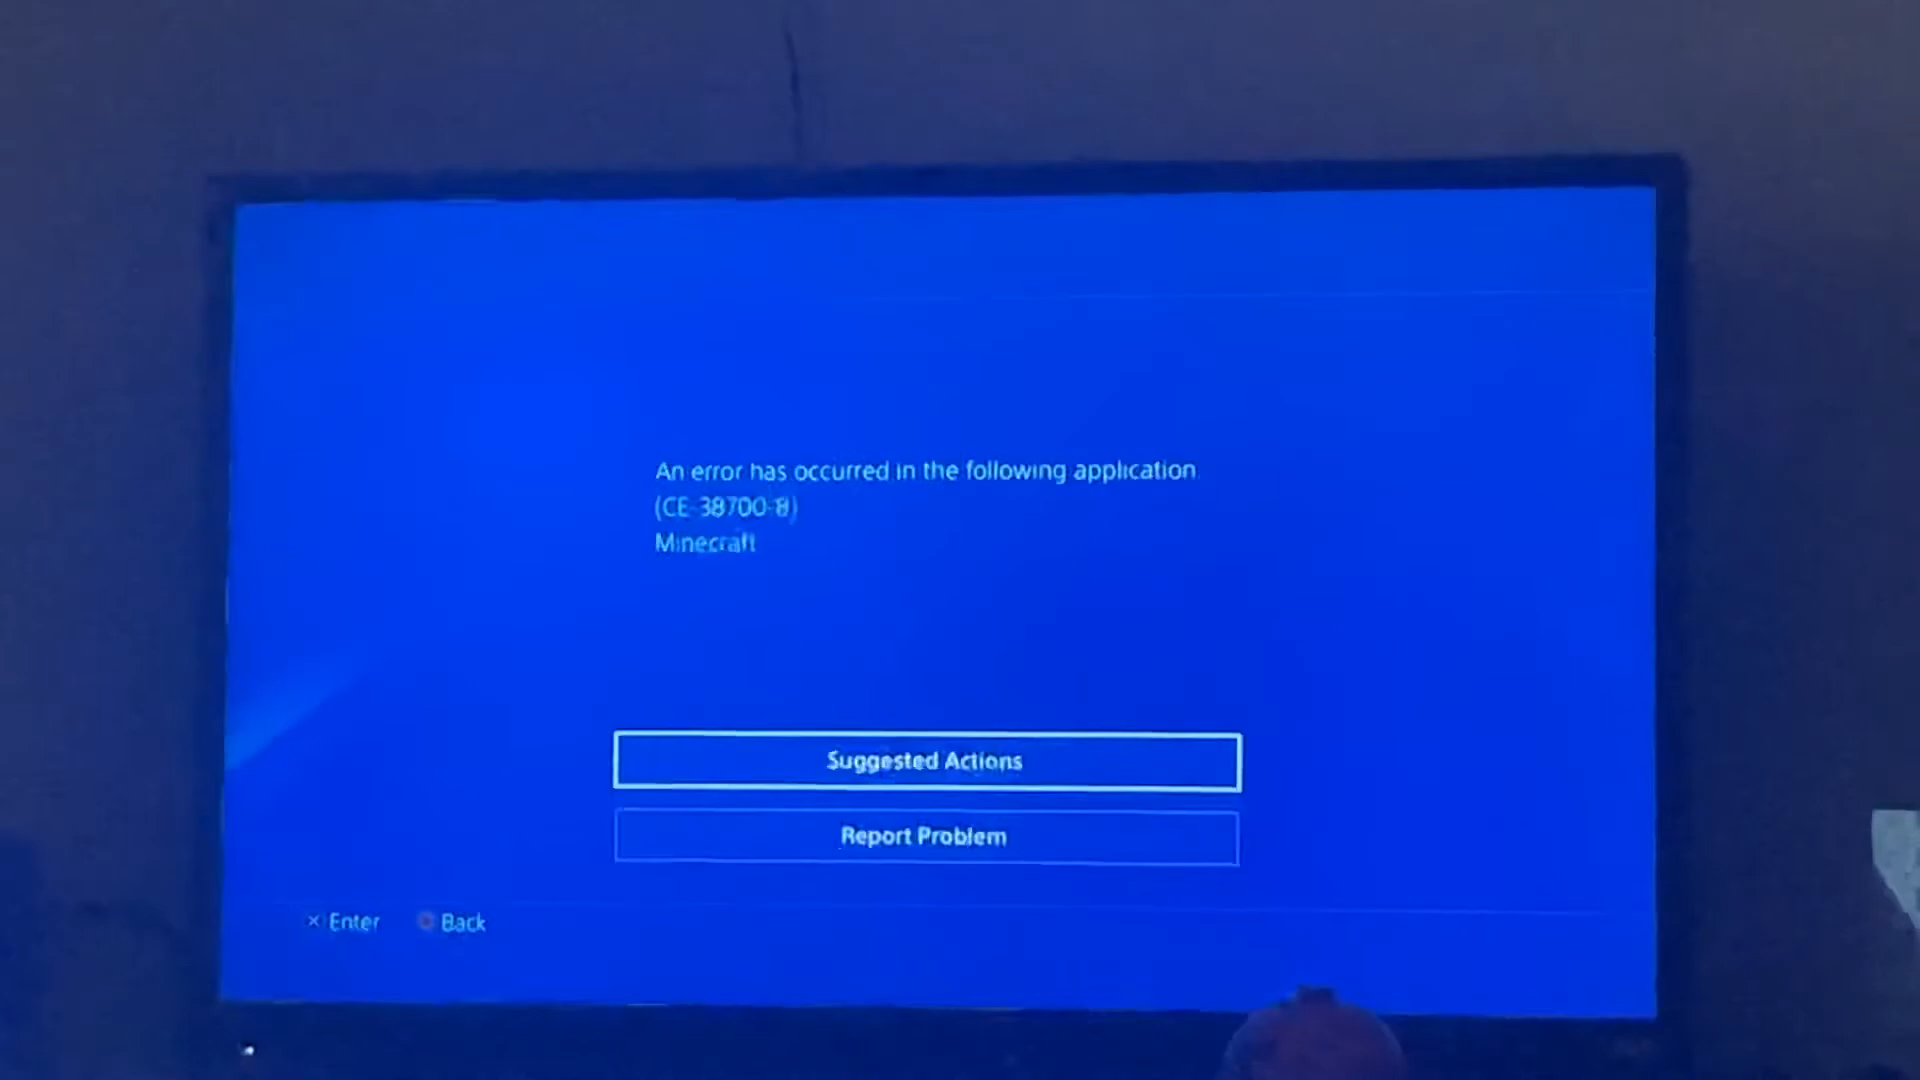 An error has occurred in the following application.
(CE-38700-8)
Minecraft
Suggested Actions
Report Problem
Enter
Back